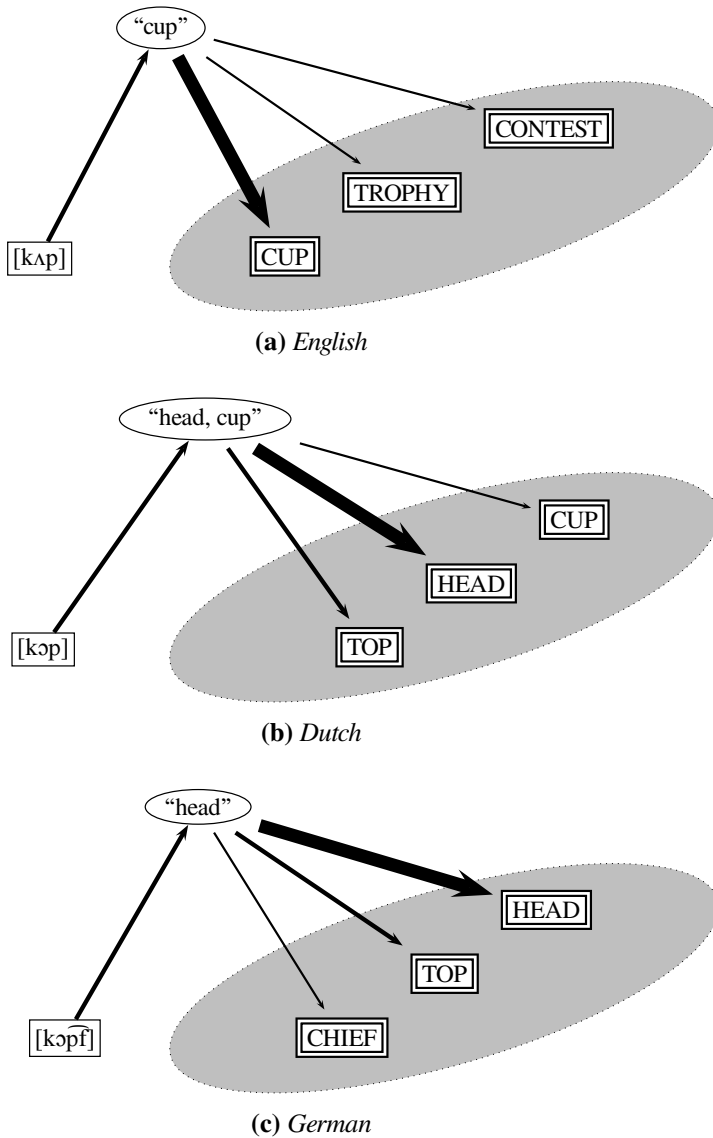 “cup”
CONTEST
TROPHY
[kʌp]
CUP
(a) English
“head, cup”
CUP
HEAD
[kɔp]
TOP
(b) Dutch
“head”
HEAD
TOP
[kɔp͡f]
CHIEF
(c) German